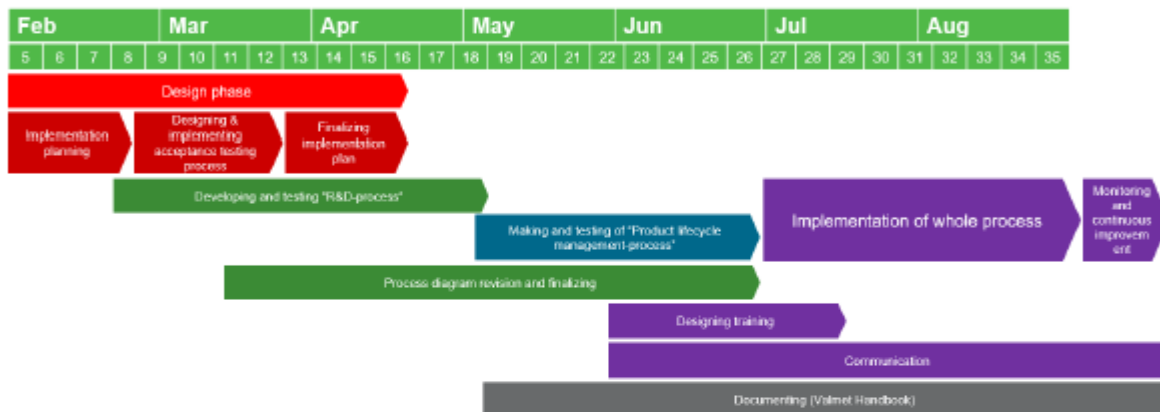 Feb Mar Apr May Jun Jul Aug
5 6 7 8 9 10 11 12 13 14 15 16 17 18 19 20 21 22 23 24 25 26 27 28 29 30 31 32 33 34 35
Design phase
Implementation
planning
Designing &
implementing
acceptance testing
process
Finalizing
implementation
plan
Developing and testing "R&D-process"
Implementation of whole process
Monitoring
and
continuous
improvem
ent
Making and testing of "Product lifecycle
management-process"
Process diagram revision and finalizing
Designing training
Communication
Documenting (Valmet Handbook)